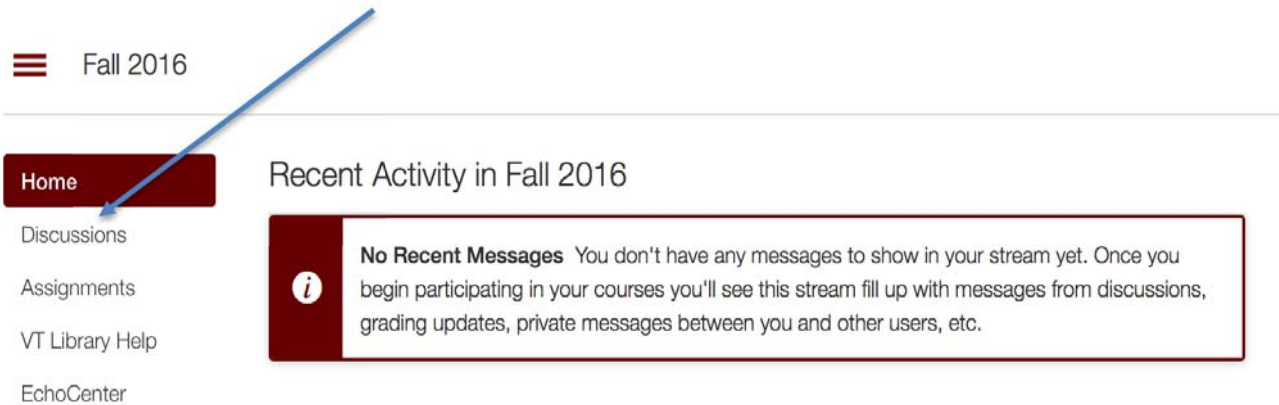 Fall 2016
Home
Discussions
Assignments
VT Library Help
EchoCenter
Recent Activity in Fall 2016
No Recent Messages You don't have any messages to show in your stream yet. Once you
begin participating in your courses you'll see this stream fill up with messages from discussions,
grading updates, private messages between you and other users, etc.